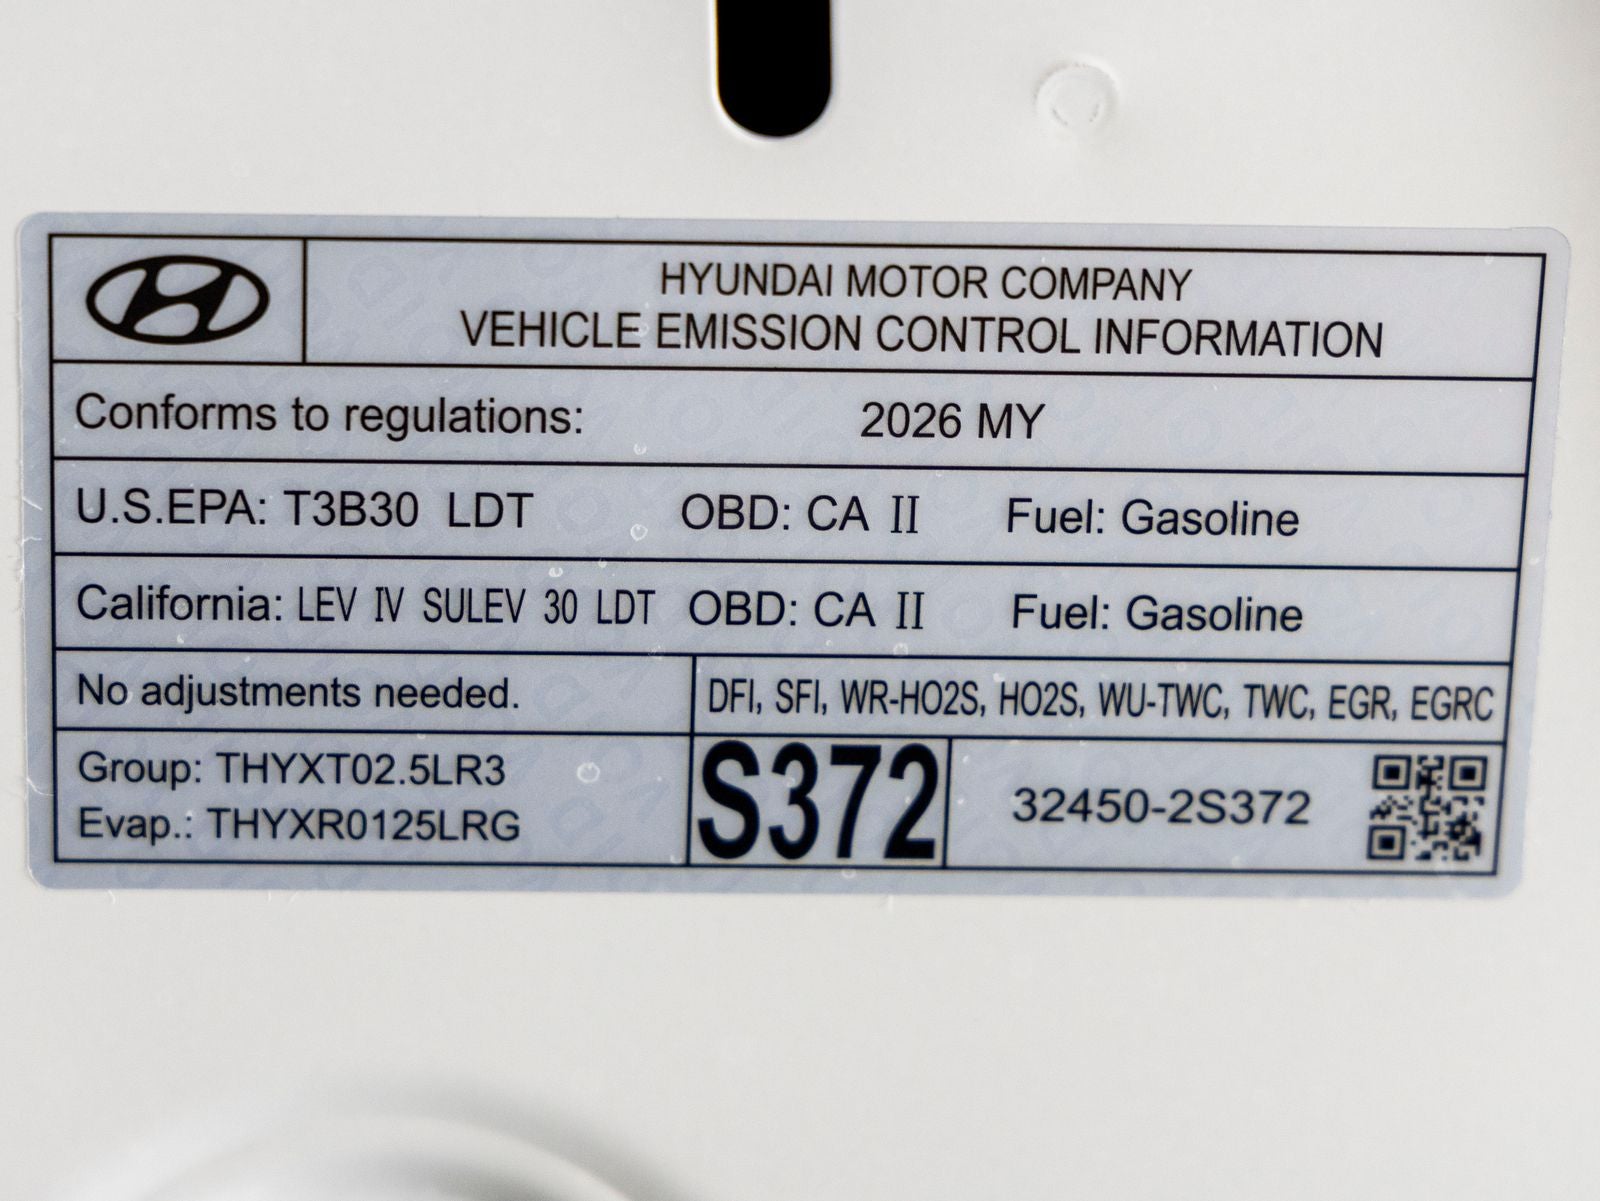 HYUNDAI MOTOR COMPANY
VEHICLE EMISSION CONTROL INFORMATION
Conforms to regulations: 2026 MY
U.S.EPA: T3B30 LDT OBD: CA II Fuel: Gasoline
California: LEV IV SULEV 30 LDT OBD: CA II Fuel: Gasoline
No adjustments needed. DFI, SFI, WR-HO2S, HO2S, WU-TWC, TWC, EGR, EGRC
Group: THYXT02.5LR3
Evap.: THYXR0125LRG
S372
32450-2S372